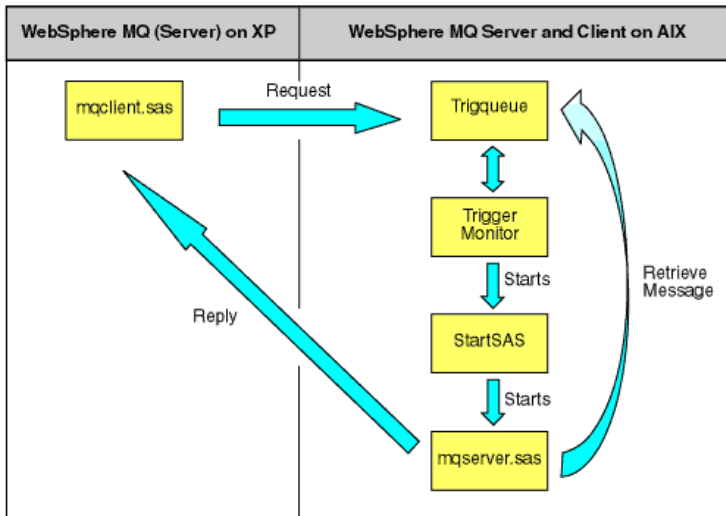 WebSphere MQ (Server) on XP
WebSphere MQ Server and Client on AIX
mqclient.sas
Request
Trigqueue
Trigger
Monitor
Starts
Retrieve
Message
Reply
StartSAS
Starts
mqserver.sas